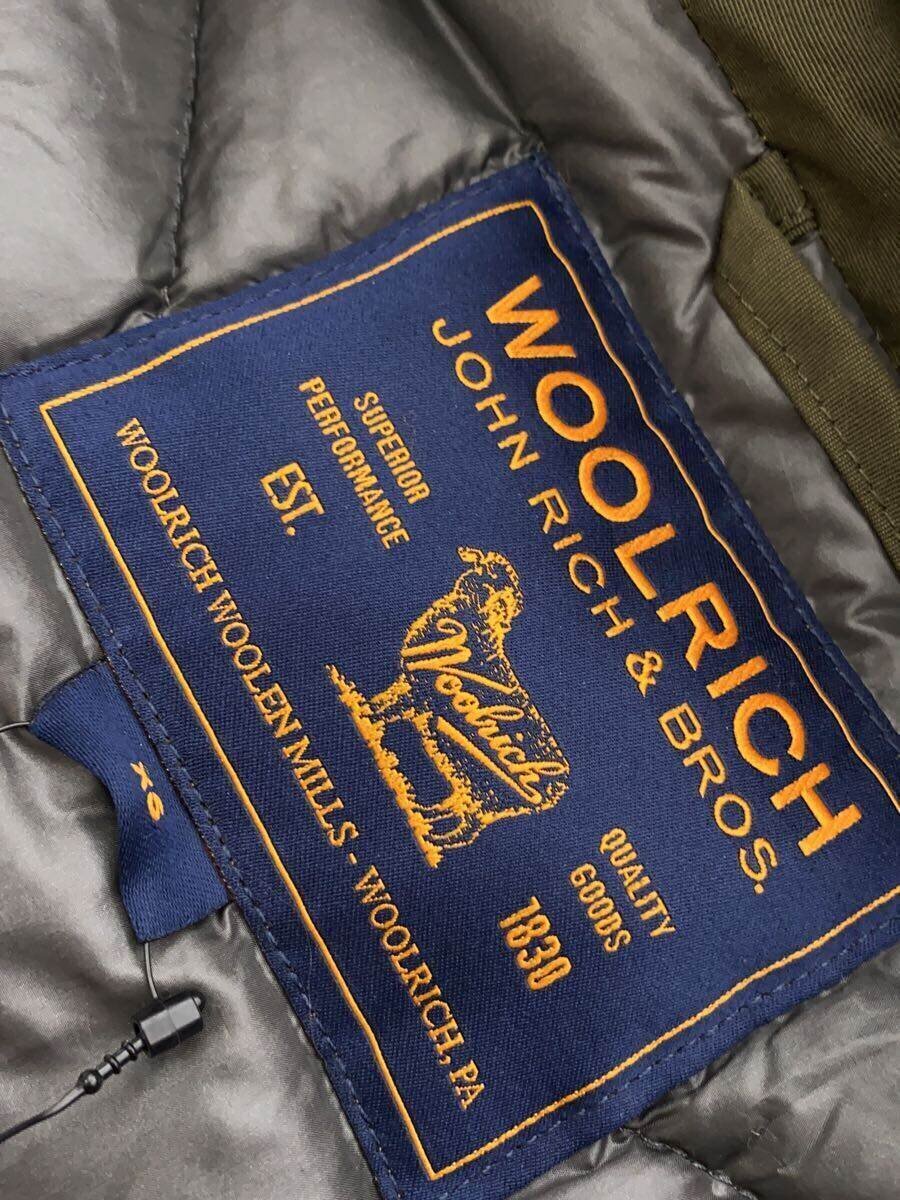 WOOLRICH
JOHN RICH & BROS.
SUPERIOR
PERFORMANCE
QUALITY
GOODS
EST.
Woolrich
1830
WOOLRICH WOOLEN MILLS - WOOLRICH, PA
XS